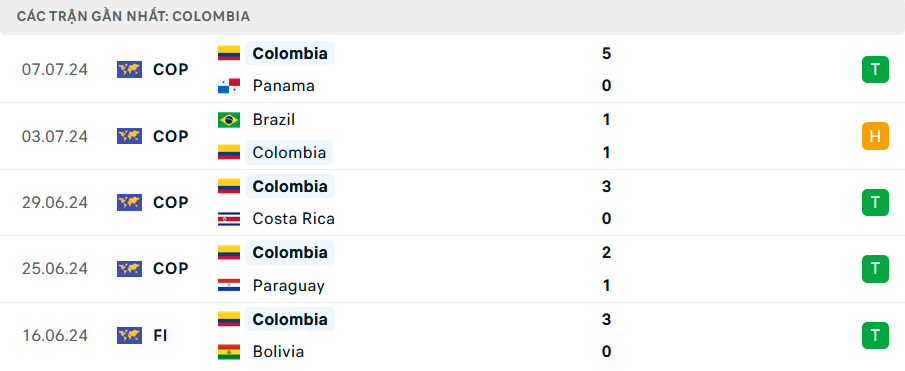 CÁC TRẬN GẦN NHẤT: COLOMBIA
07.07.24 COP Colombia 5 T
Panama 0
03.07.24 COP Brazil 1 H
Colombia 1
29.06.24 COP Colombia 3 T
Costa Rica 0
25.06.24 COP Colombia 2 T
Paraguay 1
16.06.24 FI Colombia 3 T
Bolivia 0